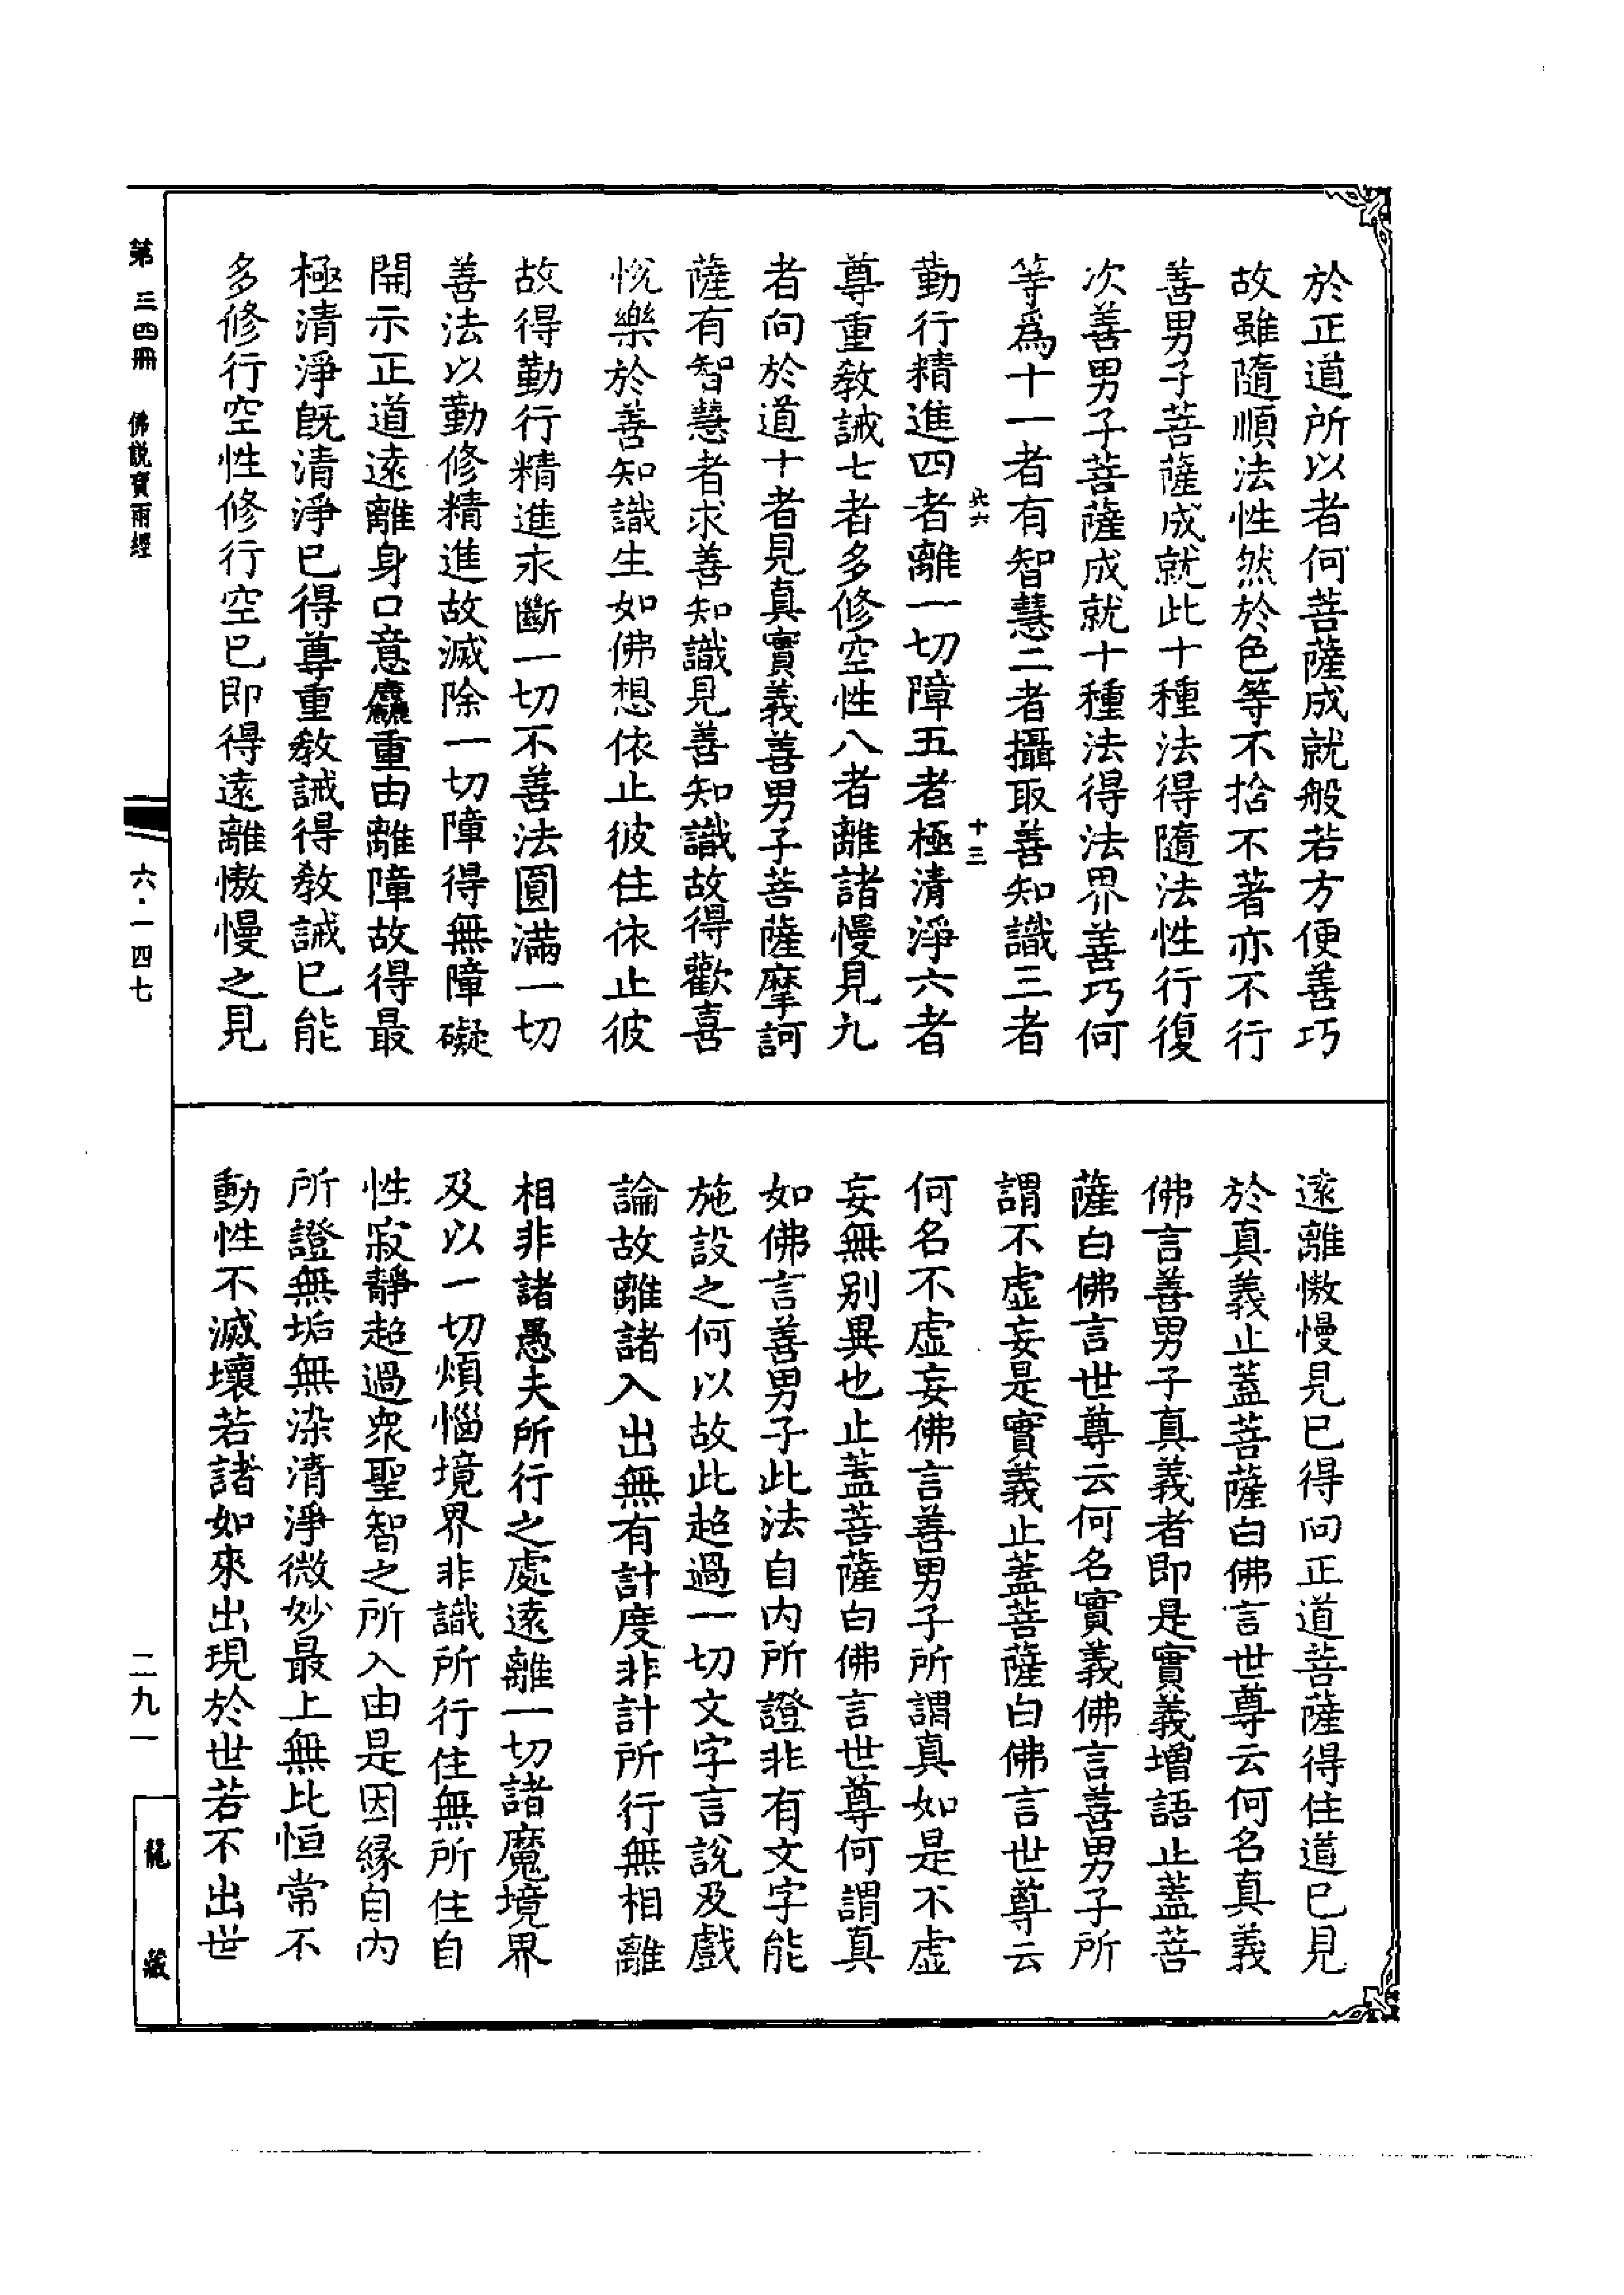 於正道所以者何菩薩成就般若方便善巧
故雖隨順法性然於色等不捨不著亦不行
善男子菩薩成就此十種法得隨法性行復
次善男子菩薩成就十種法得法界善巧何
等爲十一者有智慧二者攝取善知識三者
此六 十三
勤行精進四者離一切障五者極清淨六者
尊重教誡七者多修空性八者離諸慢見九
者向於道十者見真實義善男子菩薩摩訶
薩有智慧者求善知識見善知識故得歡喜
悅樂於善知識生如佛想依止彼住依止彼
故得勤行精進永斷一切不善法圓滿一切
善法以勤修精進故滅除一切障得無障礙
開示正道遠離身口意麤重由離障故得最
極清淨旣清淨已得尊重教誡得教誡已能
多修行空性修行空已即得遠離憿慢之見
遠離憿慢見已得向正道菩薩得住道已見
於真義止蓋菩薩白佛言世尊云何名真義
佛言善男子真義者即是實義增語止蓋菩
薩白佛言世尊云何名實義佛言善男子所
謂不虛妄是實義止蓋菩薩白佛言世尊云
何名不虛妄佛言善男子所謂真如是不虛
妄無別異也止蓋菩薩白佛言世尊何謂真
如佛言善男子此法自內所證非有文字能
施設之何以故此超過一切文字言說及戲
論故離諸入出無有計度非計所行無相離
相非諸愚夫所行之處遠離一切諸魔境界
及以一切煩惱境界非識所行住無所住自
性寂靜超過眾聖智之所入由是因緣自內
所證無垢無染清淨微妙最上無比恒常不
動性不滅壞若諸如來出現於世若不出世
第三四冊 佛說寶雨經
六·一四七
二九一
龍藏